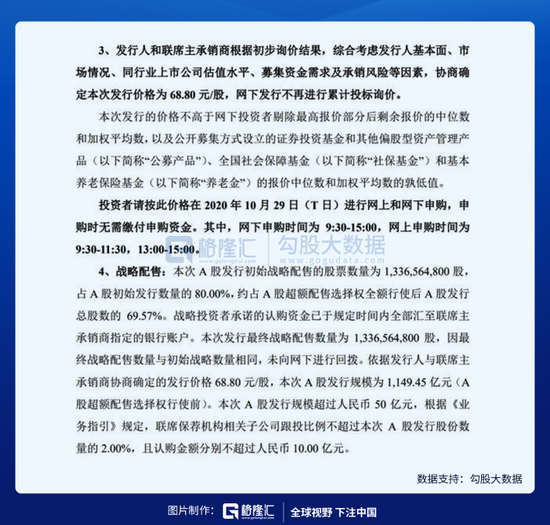 3、发行人和联席主承销商根据初步询价结果，综合考虑发行人基本面、市
场情况、同行业上市公司估值水平、募集资金需求及承销风险等因素，协商确
定本次发行价格为 68.80 元/股，网下发行不再进行累计投标询价。
本次发行的价格不高于网下投资者剔除最高报价部分后剩余报价的中位数
和加权平均数，以及公开募集方式设立的证券投资基金和其他偏股型资产管理产
品（以下简称“公募产品”）、全国社会保障基金（以下简称“社保基金”）和基本
养老保险基金（以下简称“养老金”）的报价中位数和加权平均数的孰低值。
投资者请按此价格在 2020 年 10 月 29 日（T 日）进行网上和网下申购，申
购时无需缴付申购资金。其中，网下申购时间为 9:30-15:00，网上申购时间为
9:30-11:30，13:00-15:00。
格隆汇 勾股大数据
www.gogudata.com
4、战略配售：本次 A 股发行初始战略配售的股票数量为 1,336,564,800 股，
占 A 股初始发行数量的 80.00%，约占 A 股超额配售选择权全额行使后 A 股发行
总股数的 69.57%。战略投资者承诺的认购资金已于规定时间内全部汇至联席主
承销商指定的银行账户。本次发行最终战略配售数量为 1,336,564,800 股，因最
终战略配售数量与初始战略数量相同，未向网下进行回拨。依据发行人与联席主
承销商协商确定的发行价格 68.80 元/股，本次 A 股发行规模为 1,149.45 亿元（A
股超额配售选择权行使前）。本次 A 股发行规模超过人民币 50 亿元，根据《业
务指引》规定，联席保荐机构相关子公司跟投比例不超过本次 A 股发行股份数
量的 2.00%，且认购金额分别不超过人民币 10.00 亿元。
数据支持：勾股大数据
图片制作： 格隆汇 全球视野 下注中国